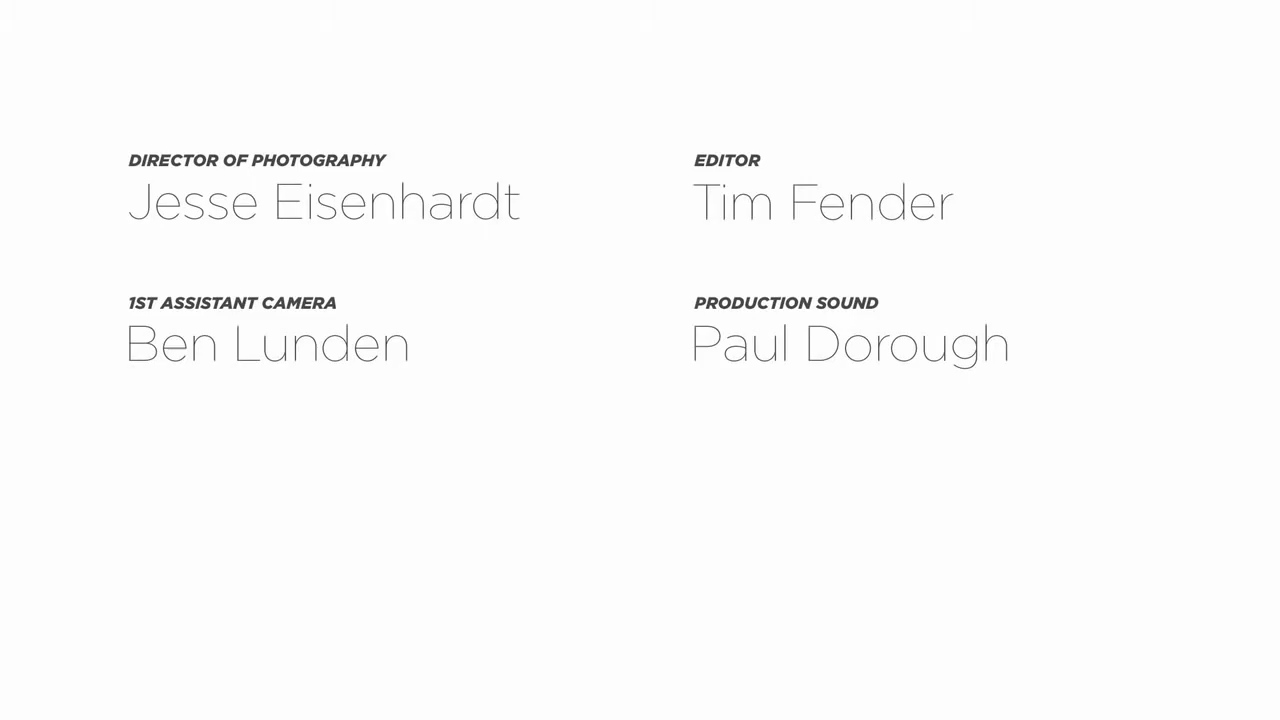 DIRECTOR OF PHOTOGRAPHY
Jesse Eisenhardt
EDITOR
Tim Fender
1ST ASSISTANT CAMERA
Ben Lunden
PRODUCTION SOUND
Paul Dorough